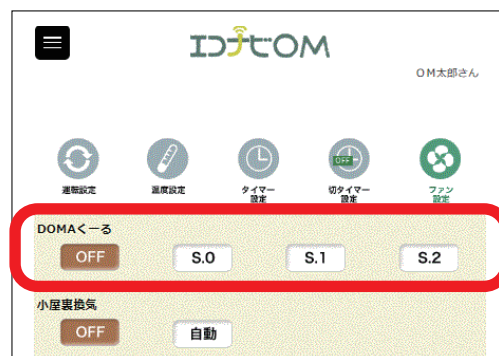 エコナビOM
OM太郎さん
OFF
運転設定 温度設定 タイマー設定 切タイマー設定 ファン設定
DOMAくーる
OFF S.0 S.1 S.2
小屋裏換気
OFF 自動